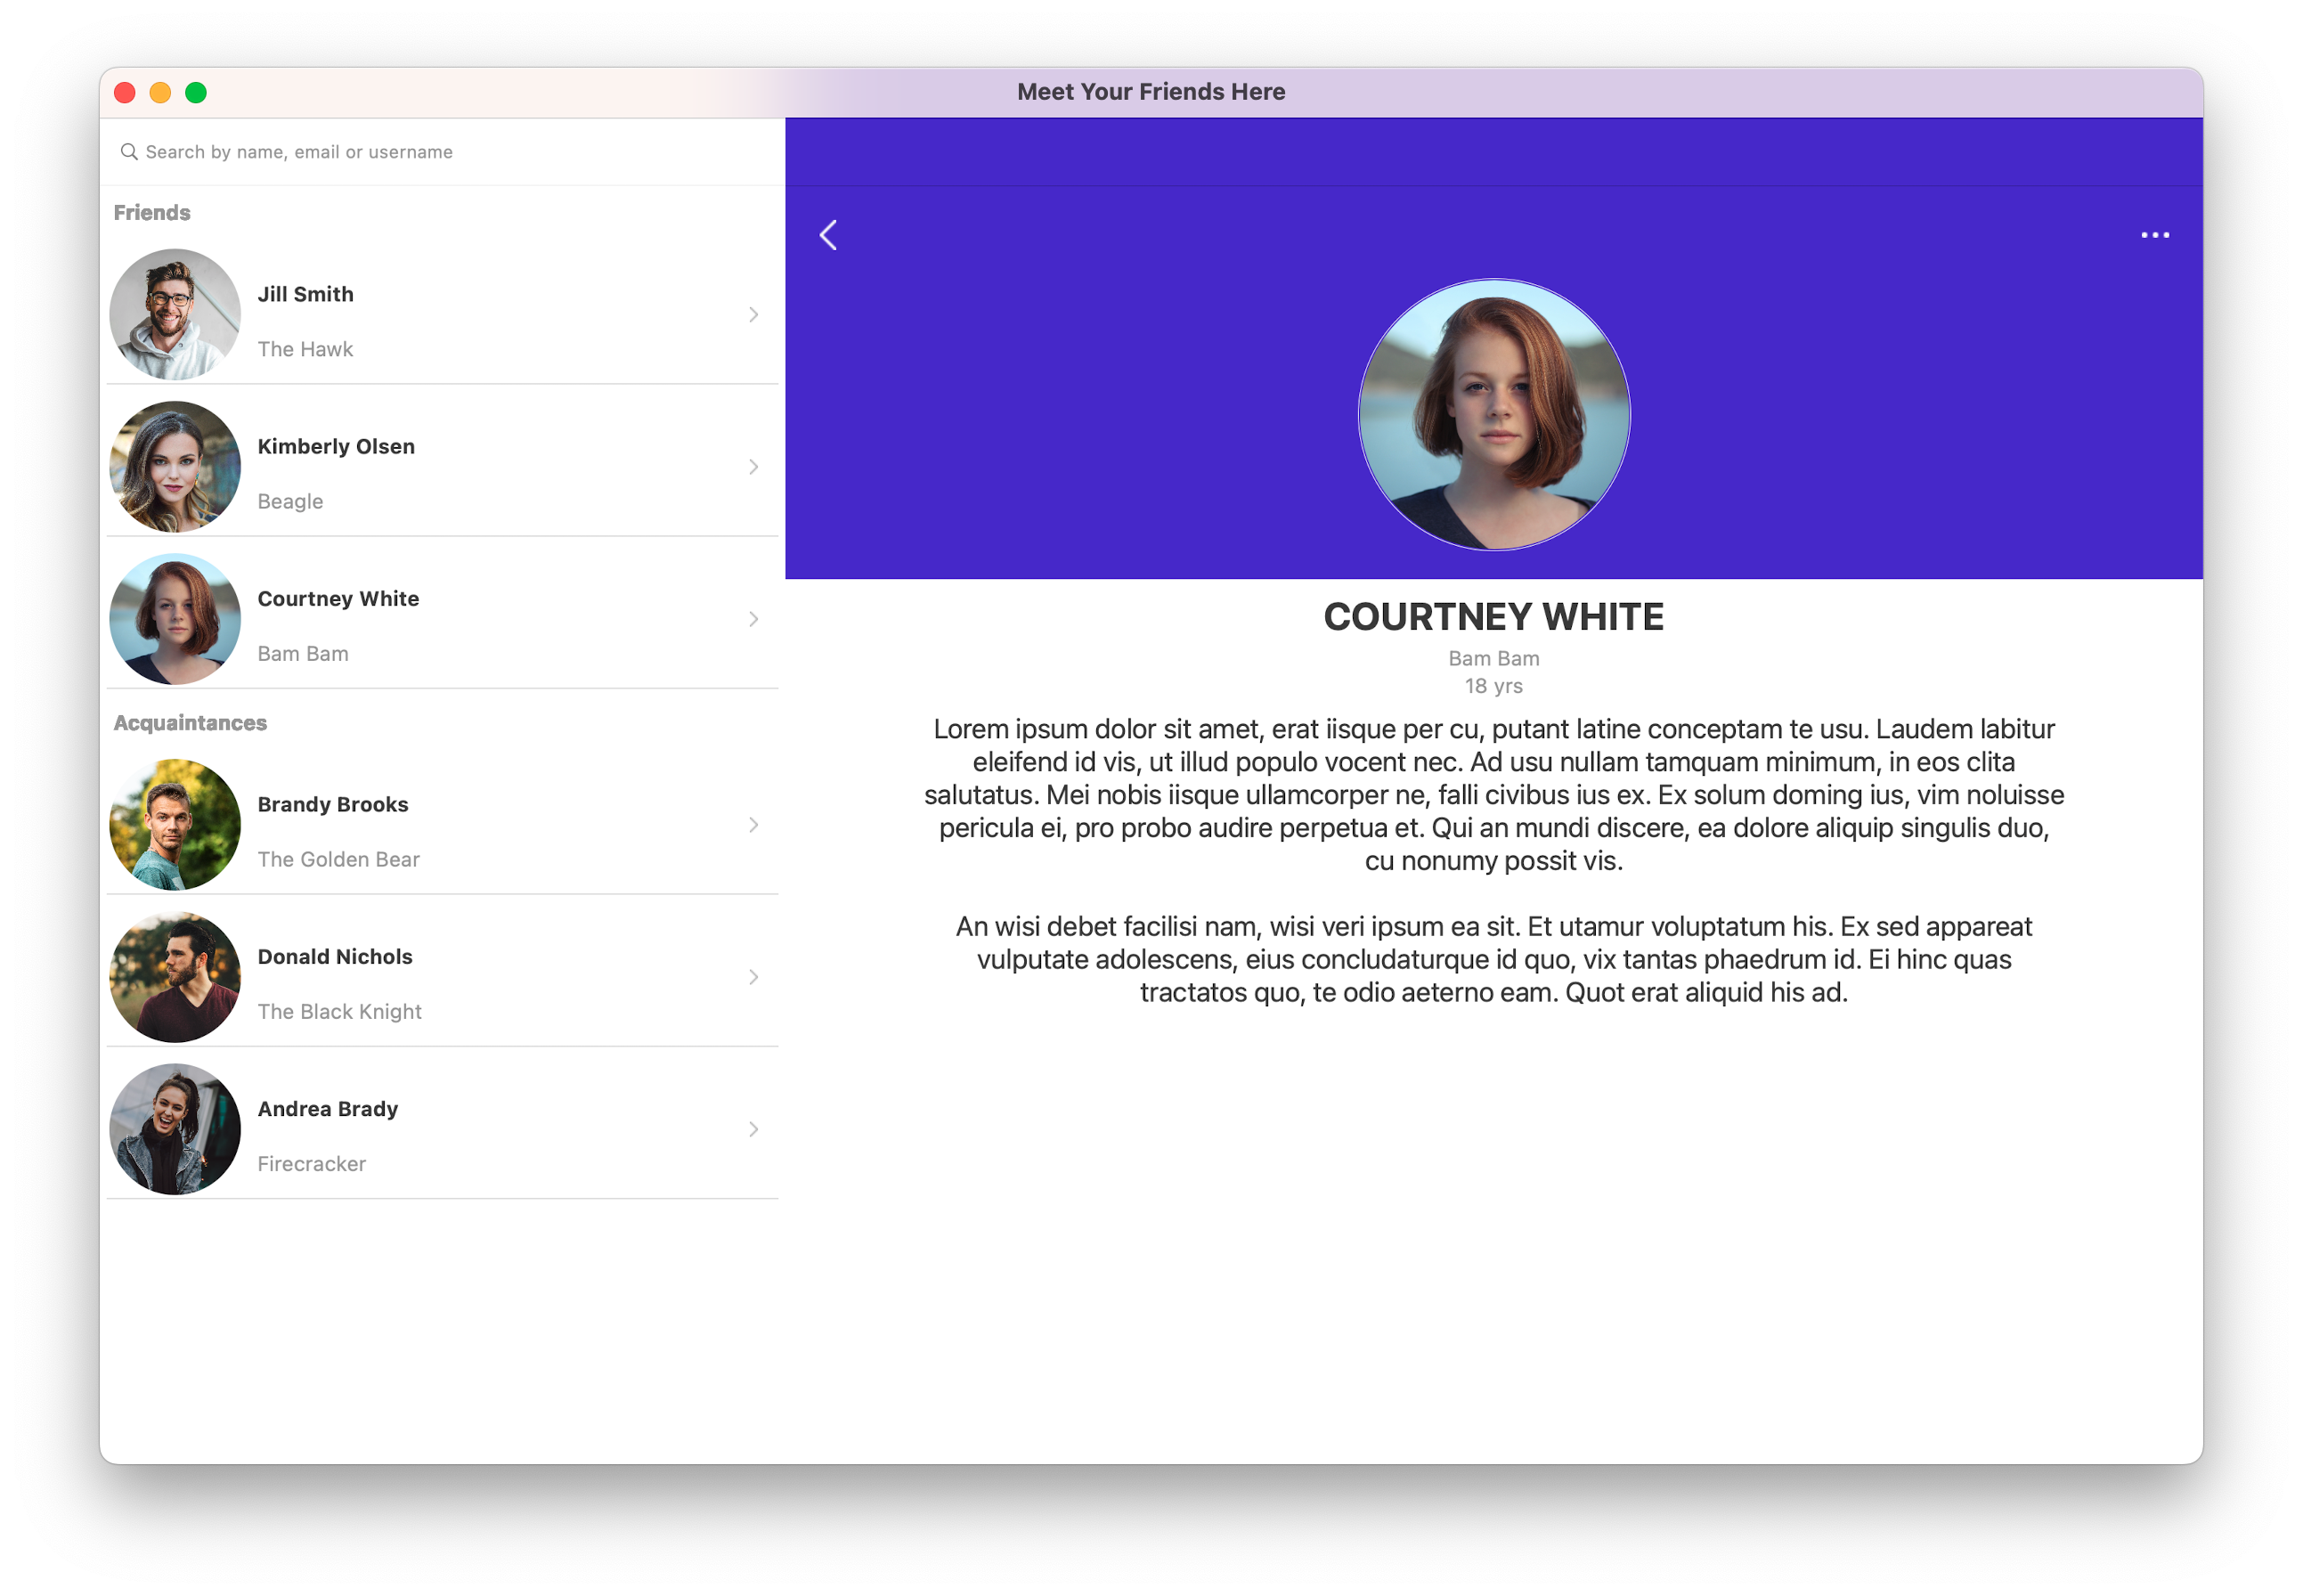 Meet Your Friends Here
Search by name, email or username
Friends
Jill Smith
The Hawk
Kimberly Olsen
Beagle
Courtney White
Bam Bam
Acquaintances
Brandy Brooks
The Golden Bear
Donald Nichols
The Black Knight
Andrea Brady
Firecracker
COURTNEY WHITE
Bam Bam
18 yrs
Lorem ipsum dolor sit amet, erat iisque per cu, putant latine conceptam te usu. Laudem labitur
eleifend id vis, ut illud populo vocent nec. Ad usu nullam tamquam minimum, in eos clita
salutatus. Mei nobis iisque ullamcorper ne, falli civibus ius ex. Ex solum doming ius, vim noluisse
pericula ei, pro probo audire perpetua et. Qui an mundi discere, ea dolore aliquip singulis duo,
cu nonumy possit vis.
An wisi debet facilisi nam, wisi veri ipsum ea sit. Et utamur voluptatum his. Ex sed appareat
vulputate adolescens, eius concludaturque id quo, vix tantas phaedrum id. Ei hinc quas
tractatos quo, te odio aeterno eam. Quot erat aliquid his ad.